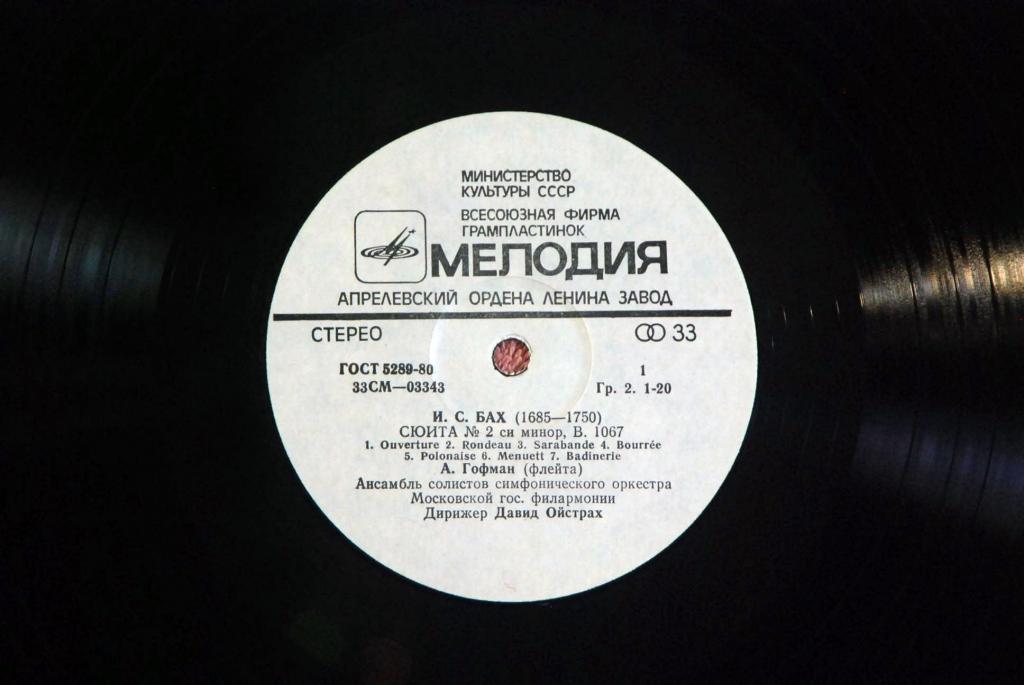 МИНИСТЕРСТВО
КУЛЬТУРЫ СССР
ВСЕСОЮЗНАЯ ФИРМА
ГРАМПЛАСТИНОК
МЕЛОДИЯ
АПРЕЛЕВСКИЙ ОРДЕНА ЛЕНИНА ЗАВОД
СТЕРЕО 33
ГОСТ 5289-80 1
33СМ—03343 Гр. 2. 1-20
И. С. БАХ (1685—1750)
СЮИТА № 2 си минор, В. 1067
1. Ouverture 2. Rondeau 3. Sarabande 4. Bourrée
5. Polonaise 6. Menuett 7. Badinerie
А. Гофман (флейта)
Ансамбль солистов симфонического оркестра
Московской гос. филармонии
Дирижер Давид Ойстрах